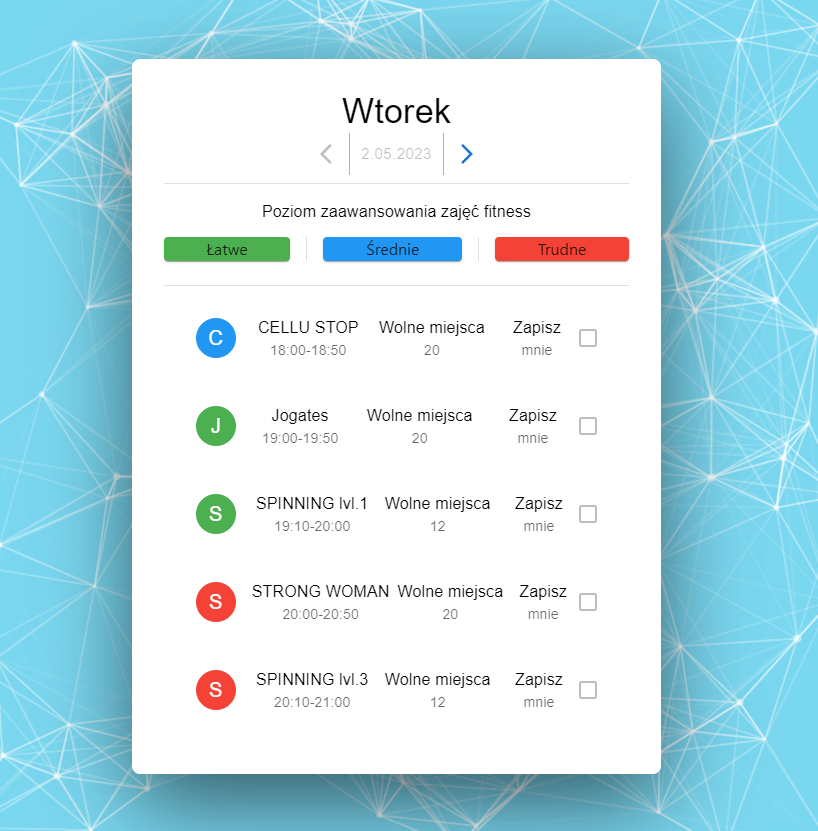 Wtorek
2.05.2023
Poziom zaawansowania zajęć fitness
Łatwe Średnie Trudne
C CELLU STOP Wolne miejsca Zapisz
18:00-18:50 20 mnie
J Jogates Wolne miejsca Zapisz
19:00-19:50 20 mnie
S SPINNING lvl.1 Wolne miejsca Zapisz
19:10-20:00 12 mnie
S STRONG WOMAN Wolne miejsca Zapisz
20:00-20:50 20 mnie
S SPINNING lvl.3 Wolne miejsca Zapisz
20:10-21:00 12 mnie